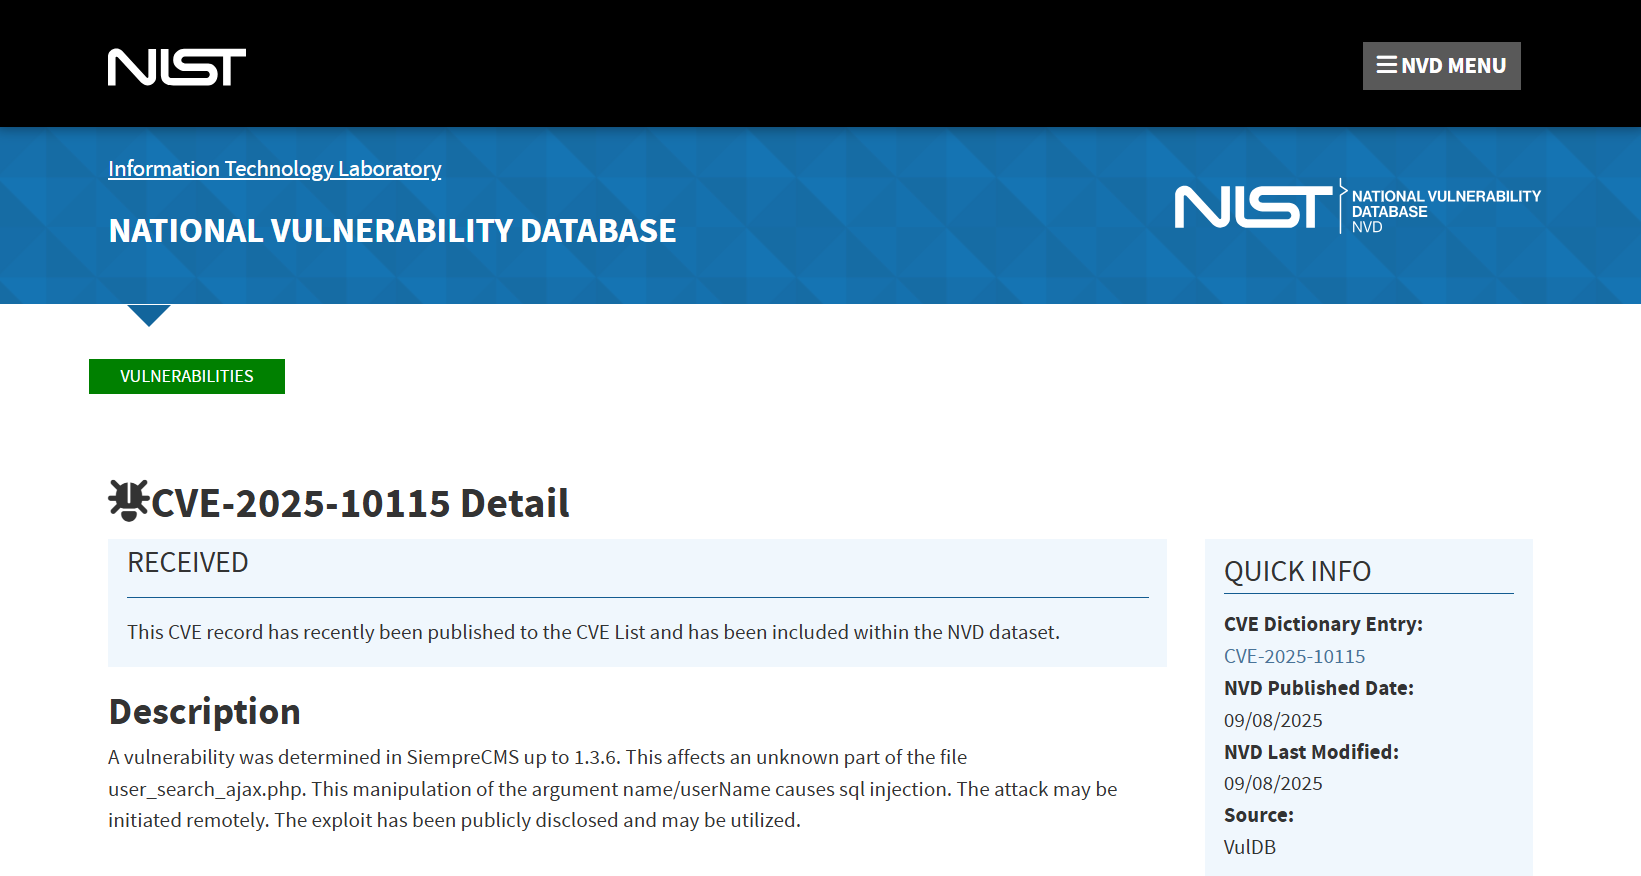 NIST
NVD MENU
Information Technology Laboratory
NATIONAL VULNERABILITY DATABASE
NIST
NATIONAL VULNERABILITY
DATABASE
NVD
VULNERABILITIES
CVE-2025-10115 Detail
RECEIVED
This CVE record has recently been published to the CVE List and has been included within the NVD dataset.
Description
A vulnerability was determined in SiempreCMS up to 1.3.6. This affects an unknown part of the file
user_search_ajax.php. This manipulation of the argument name/userName causes sql injection. The attack may be
initiated remotely. The exploit has been publicly disclosed and may be utilized.
QUICK INFO
CVE Dictionary Entry:
CVE-2025-10115
NVD Published Date:
09/08/2025
NVD Last Modified:
09/08/2025
Source:
VulDB